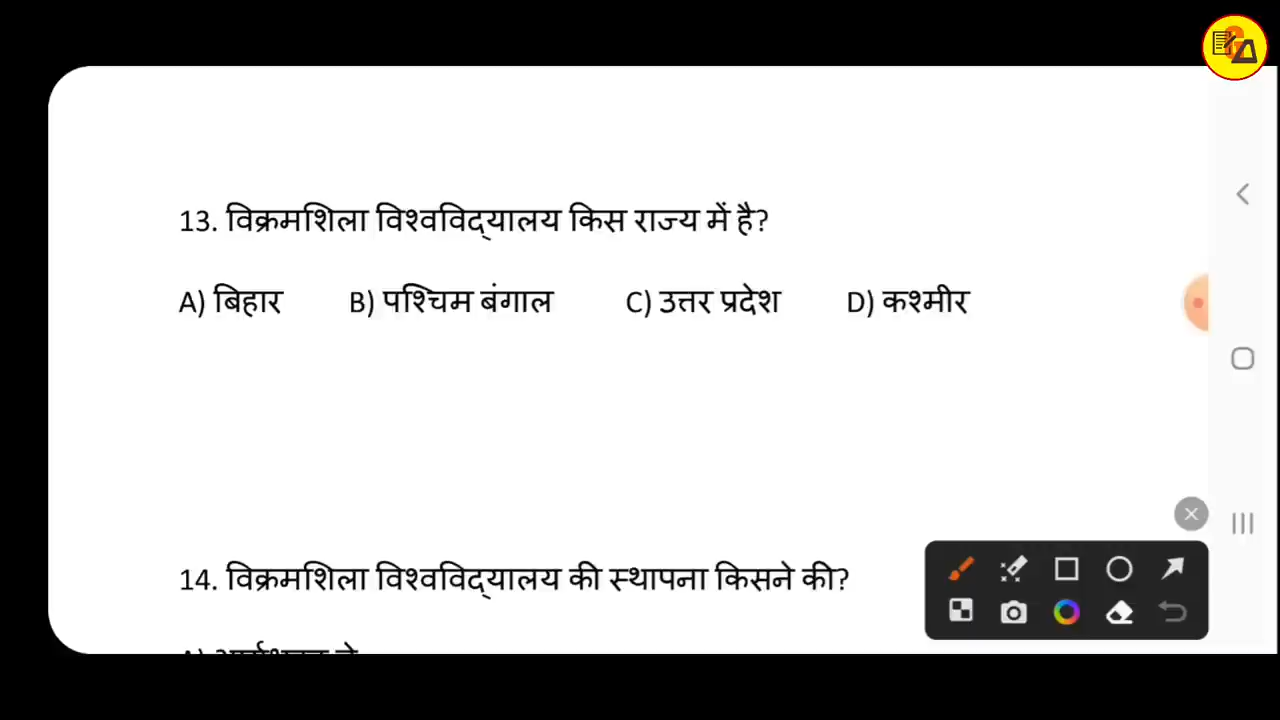 13. विक्रमशिला विश्वविद्‌यालय किस राज्य में है?
A) बिहार B) पश्चिम बंगाल C) उत्तर प्रदेश D) कश्मीर
14. विक्रमशिला विश्वविद्‌यालय की स्थापना किसने की?